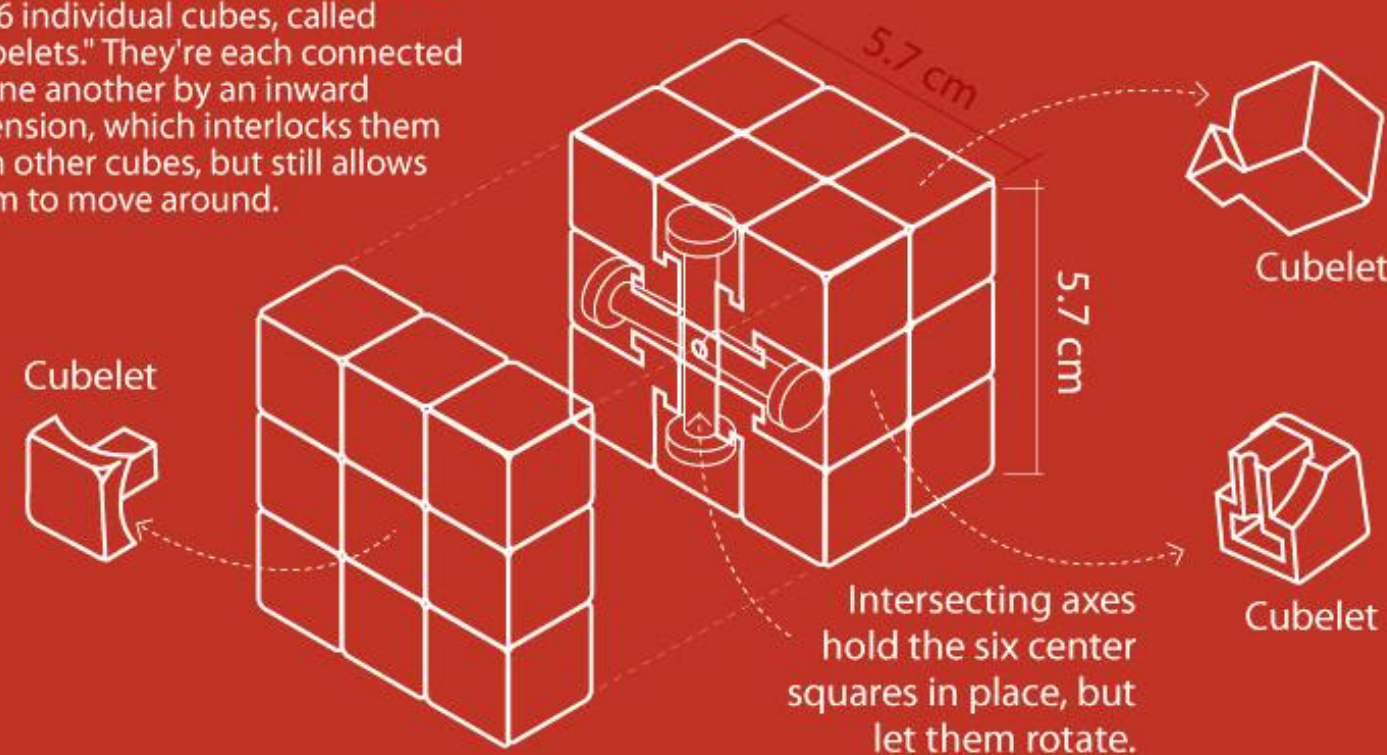 6 individual cubes, called
belets." They're each connected
ne another by an inward
ension, which interlocks them
other cubes, but still allows
m to move around.
5.7 cm
5.7 cm
Cubelet
Cubelet
Cubelet
Intersecting axes
hold the six center
squares in place, but
let them rotate.